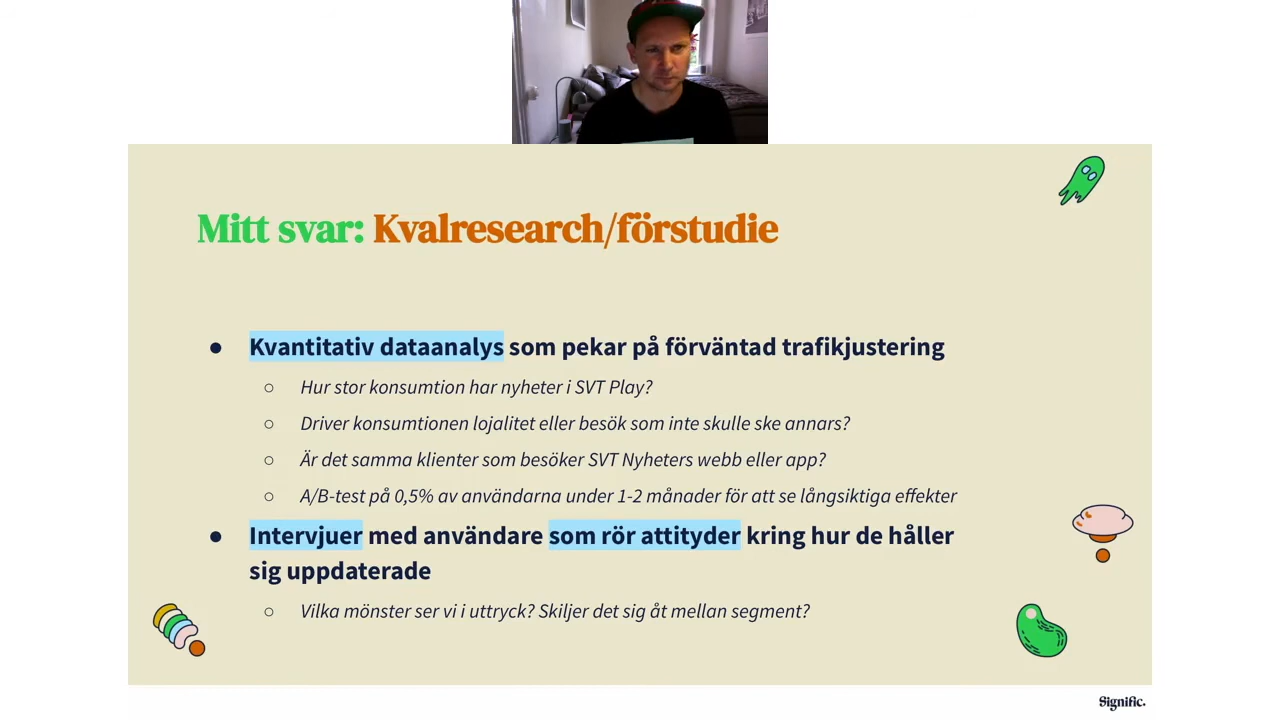 Mitt svar: Kvalresearch/förstudie
● Kvantitativ dataanalys som pekar på förväntad trafikjustering
○ Hur stor konsumtion har nyheter i SVT Play?
○ Driver konsumtionen lojalitet eller besök som inte skulle ske annars?
○ Är det samma klienter som besöker SVT Nyheters webb eller app?
○ A/B-test på 0,5% av användarna under 1-2 månader för att se långsiktiga effekter
● Intervjuer med användare som rör attityder kring hur de håller
sig uppdaterade
○ Vilka mönster ser vi i uttryck? Skiljer det sig åt mellan segment?
Signific.